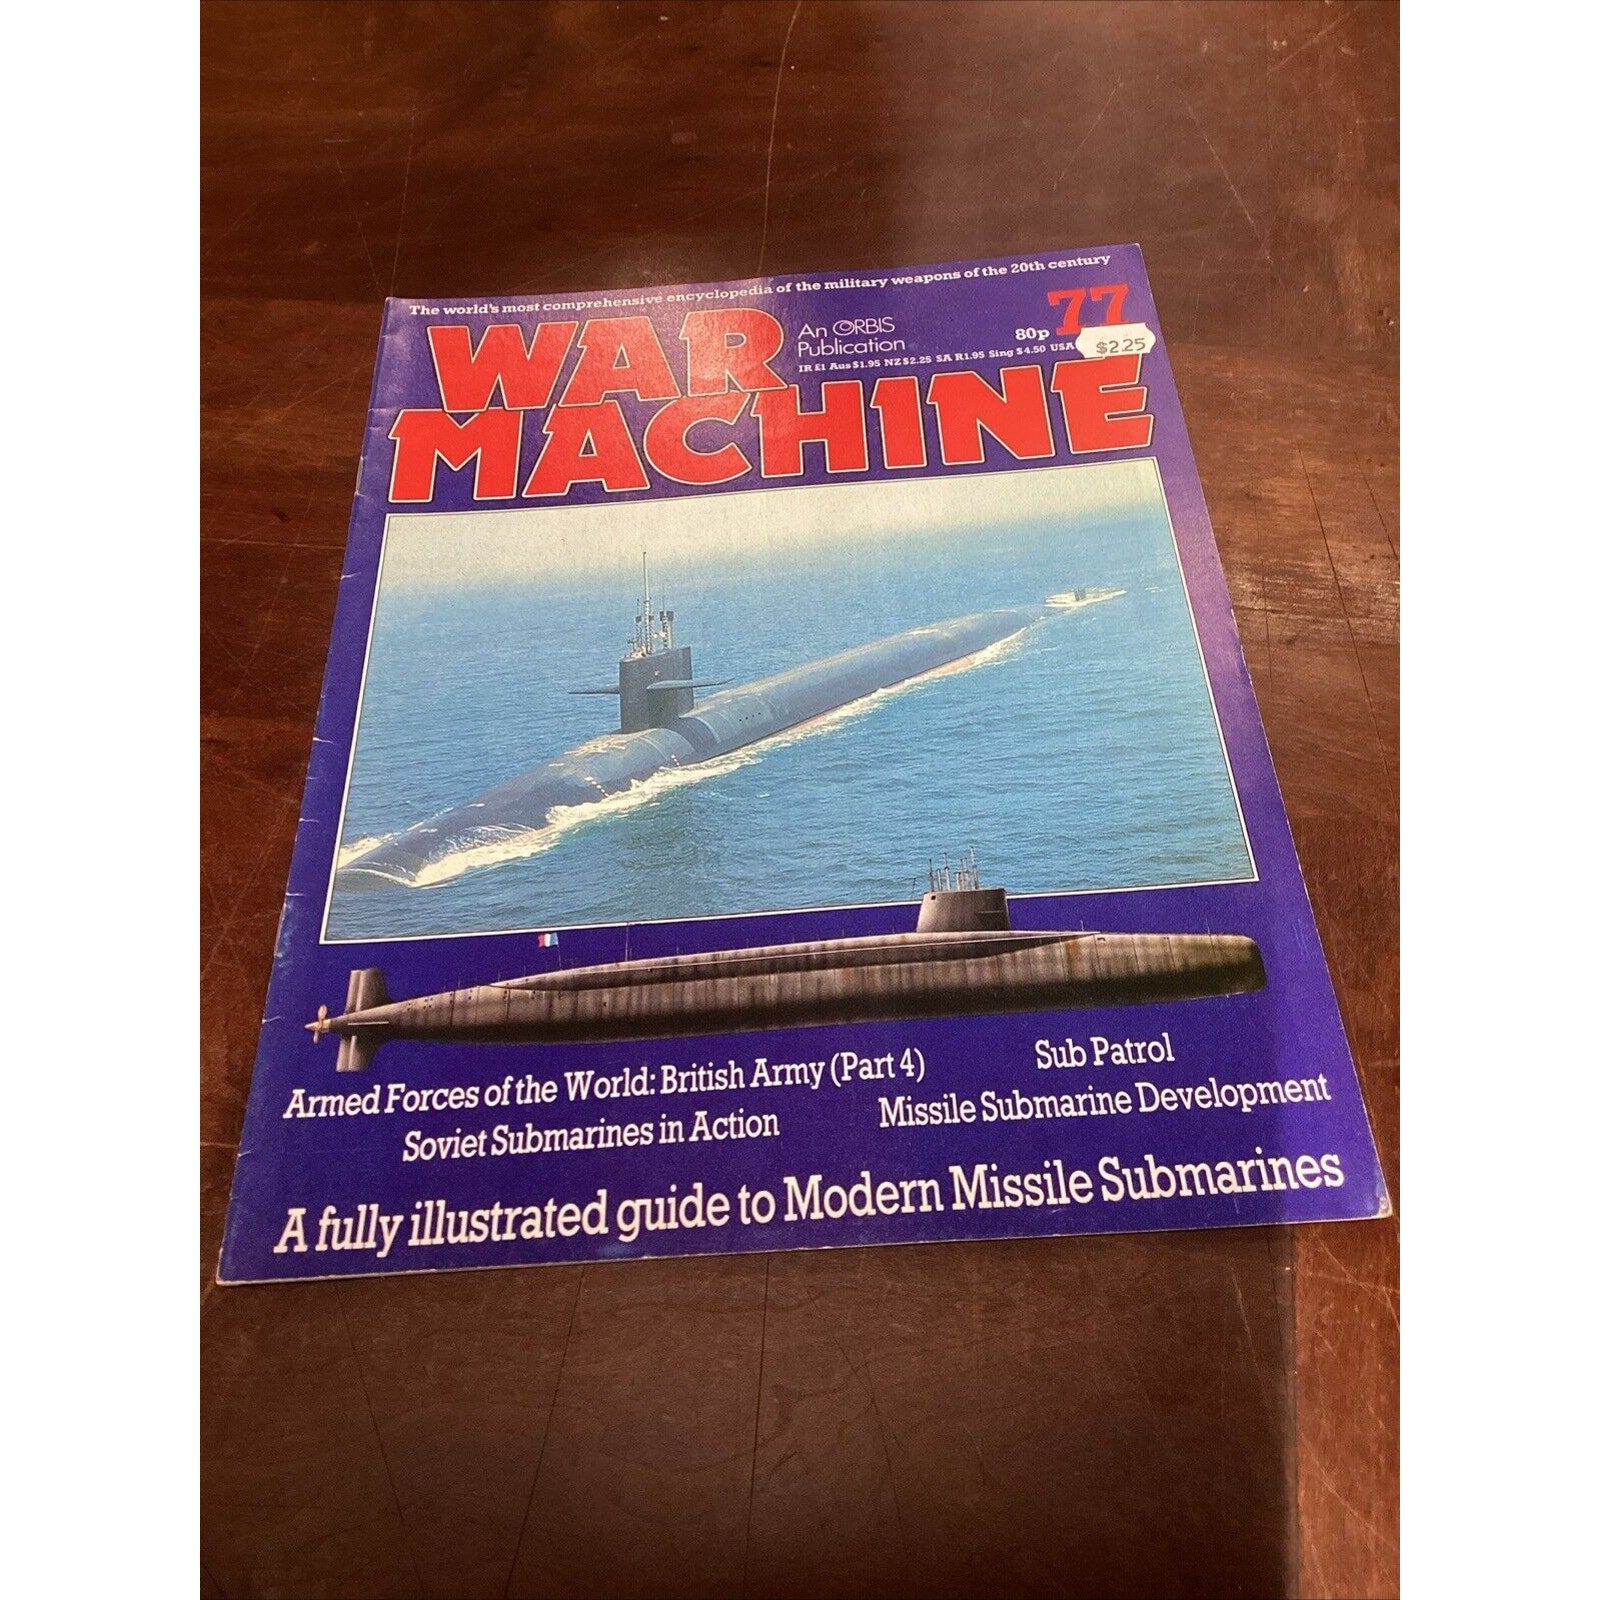 The world's most comprehensive encyclopedia of the military weapons of the 20th century
WAR
An ORBIS
Publication
80p 77
IR £1 Aus $1.95 NZ $2.25 SA R1.95 Sing $4.50 USA
$2.25
MACHINE
Armed Forces of the World: British Army (Part 4)
Sub Patrol
Soviet Submarines in Action
Missile Submarine Development
A fully illustrated guide to Modern Missile Submarines